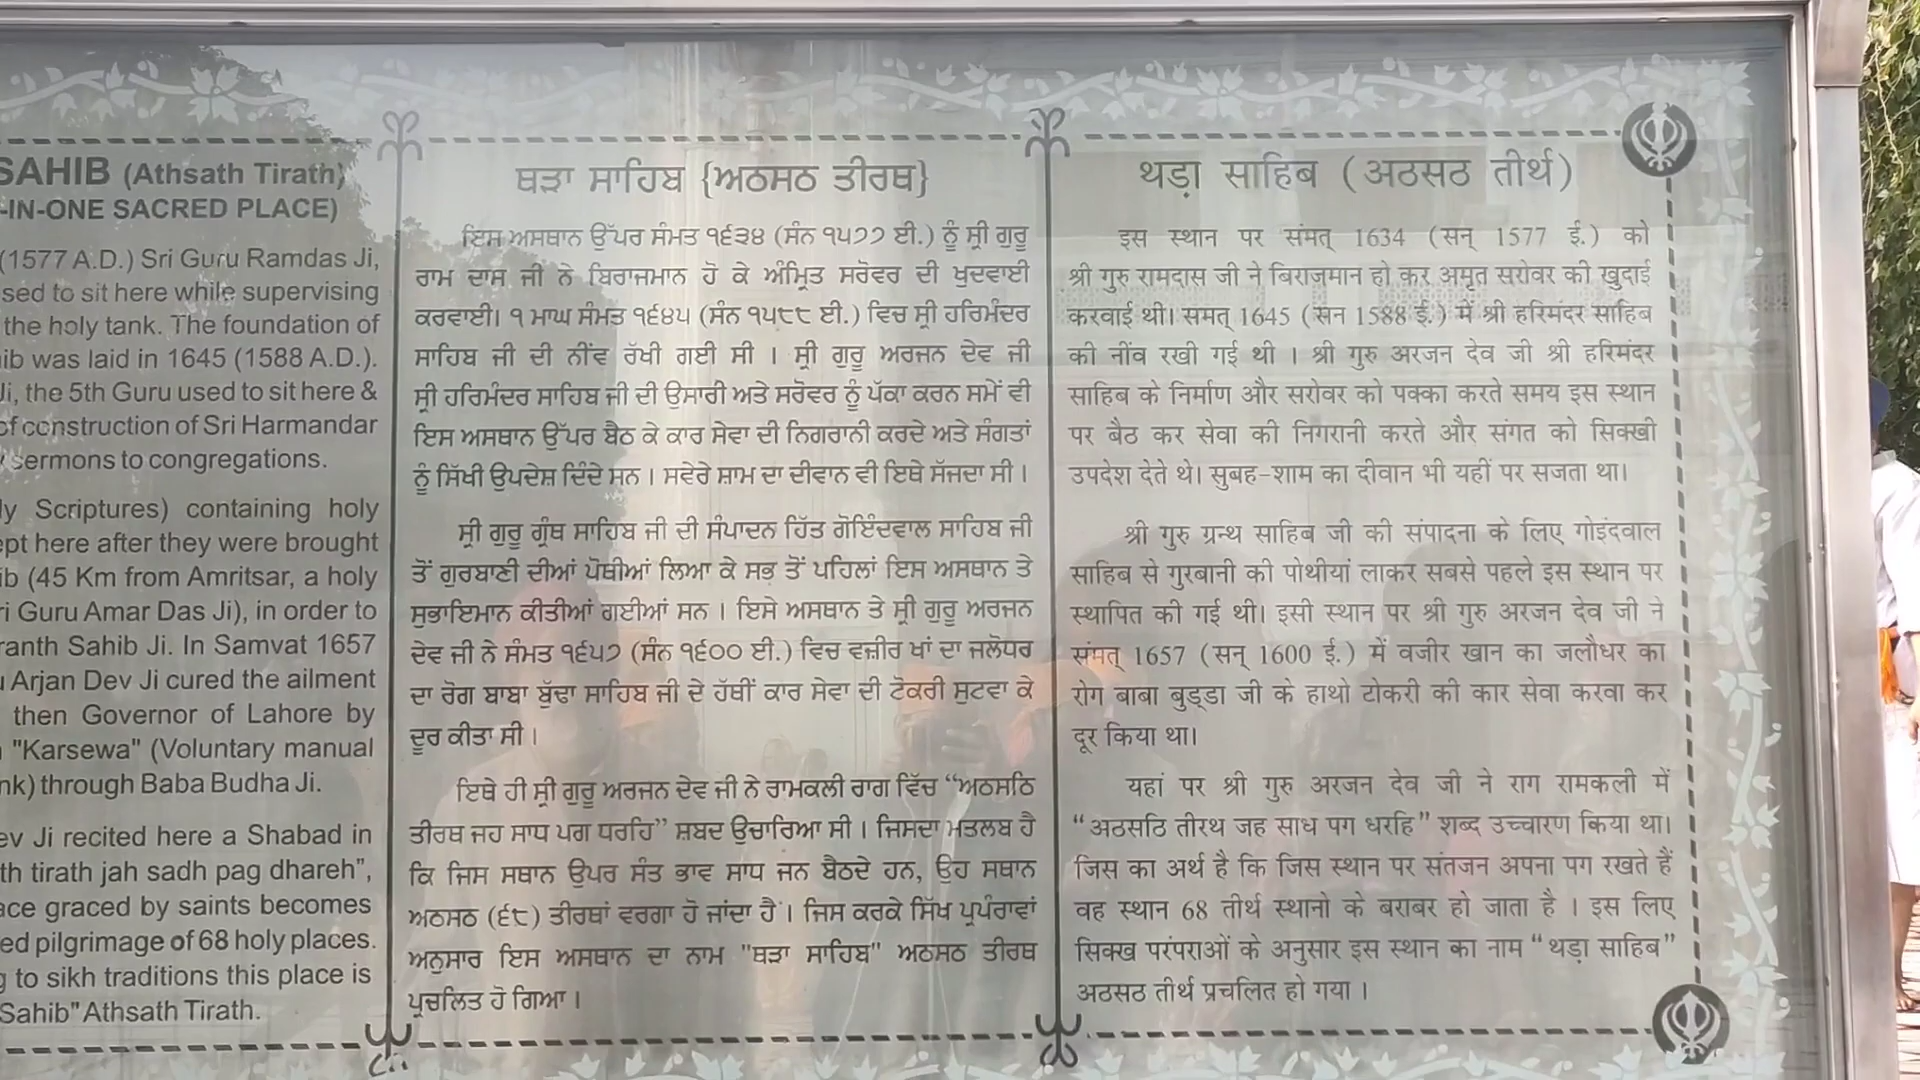 SAHIB (Athsath Tirath)
-IN-ONE SACRED PLACE)
(1577 A.D.) Sri Guru Ramdas Ji,
sed to sit here while supervising
the holy tank. The foundation of
ib was laid in 1645 (1588 A.D.).
Ji, the 5th Guru used to sit here &
of construction of Sri Harmandar
sermons to congregations.
ly Scriptures) containing holy
ept here after they were brought
ib (45 Km from Amritsar, a holy
ri Guru Amar Das Ji), in order to
ranth Sahib Ji. In Samvat 1657
u Arjan Dev Ji cured the ailment
then Governor of Lahore by
"Karsewa" (Voluntary manual
nk) through Baba Budha Ji.
ev Ji recited here a Shabad in
th tirath jah sadh pag dhareh",
ace graced by saints becomes
ed pilgrimage of 68 holy places.
g to sikh traditions this place is
Sahib" Athsath Tirath.
ਥੜਾ ਸਾਹਿਬ {ਅਠਸਠ ਤੀਰਥ}
ਇਸ ਅਸਥਾਨ ਉੱਪਰ ਸੰਮਤ ੧੬੩੪ (ਸੰਨ ੧੫੭੭ ਈ.) ਨੂੰ ਸ੍ਰੀ ਗੁਰੂ
ਰਾਮ ਦਾਸ ਜੀ ਨੇ ਬਿਰਾਜਮਾਨ ਹੋ ਕੇ ਅੰਮ੍ਰਿਤ ਸਰੋਵਰ ਦੀ ਖੁਦਵਾਈ
ਕਰਵਾਈ। ੧ ਮਾਘ ਸੰਮਤ ੧੬੪੫ (ਸੰਨ ੧੫੮੮ ਈ.) ਵਿਚ ਸ੍ਰੀ ਹਰਿਮੰਦਰ
ਸਾਹਿਬ ਜੀ ਦੀ ਨੀਂਵ ਰੱਖੀ ਗਈ ਸੀ । ਸ੍ਰੀ ਗੁਰੂ ਅਰਜਨ ਦੇਵ ਜੀ
ਸ੍ਰੀ ਹਰਿਮੰਦਰ ਸਾਹਿਬ ਜੀ ਦੀ ਉਸਾਰੀ ਅਤੇ ਸਰੋਵਰ ਨੂੰ ਪੱਕਾ ਕਰਨ ਸਮੇਂ ਵੀ
ਇਸ ਅਸਥਾਨ ਉੱਪਰ ਬੈਠ ਕੇ ਕਾਰ ਸੇਵਾ ਦੀ ਨਿਗਰਾਨੀ ਕਰਦੇ ਅਤੇ ਸੰਗਤਾਂ
ਨੂੰ ਸਿੱਖੀ ਉਪਦੇਸ਼ ਦਿੰਦੇ ਸਨ । ਸਵੇਰੇ ਸ਼ਾਮ ਦਾ ਦੀਵਾਨ ਵੀ ਇਥੇ ਸੱਜਦਾ ਸੀ ।
ਸ੍ਰੀ ਗੁਰੂ ਗ੍ਰੰਥ ਸਾਹਿਬ ਜੀ ਦੀ ਸੰਪਾਦਨ ਹਿੱਤ ਗੋਇੰਦਵਾਲ ਸਾਹਿਬ ਜੀ
ਤੋਂ ਗੁਰਬਾਣੀ ਦੀਆਂ ਪੋਥੀਆਂ ਲਿਆ ਕੇ ਸਭ ਤੋਂ ਪਹਿਲਾਂ ਇਸ ਅਸਥਾਨ ਤੇ
ਸੁਭਾਇਮਾਨ ਕੀਤੀਆਂ ਗਈਆਂ ਸਨ । ਇਸੇ ਅਸਥਾਨ ਤੇ ਸ੍ਰੀ ਗੁਰੂ ਅਰਜਨ
ਦੇਵ ਜੀ ਨੇ ਸੰਮਤ ੧੬੫੭ (ਸੰਨ ੧੬੦੦ ਈ.) ਵਿਚ ਵਜ਼ੀਰ ਖਾਂ ਦਾ ਜਲੋਧਰ
ਦਾ ਰੋਗ ਬਾਬਾ ਬੁੱਢਾ ਸਾਹਿਬ ਜੀ ਦੇ ਹੱਥੀਂ ਕਾਰ ਸੇਵਾ ਦੀ ਟੋਕਰੀ ਸੁਟਵਾ ਕੇ
ਦੂਰ ਕੀਤਾ ਸੀ ।
ਇਥੇ ਹੀ ਸ੍ਰੀ ਗੁਰੂ ਅਰਜਨ ਦੇਵ ਜੀ ਨੇ ਰਾਮਕਲੀ ਰਾਗ ਵਿੱਚ “ਅਠਸਠਿ
ਤੀਰਥ ਜਹ ਸਾਧ ਪਗ ਧਰਹਿ” ਸ਼ਬਦ ਉਚਾਰਿਆ ਸੀ । ਜਿਸਦਾ ਮਤਲਬ ਹੈ
ਕਿ ਜਿਸ ਸਥਾਨ ਉਪਰ ਸੰਤ ਭਾਵ ਸਾਧ ਜਨ ਬੈਠਦੇ ਹਨ, ਉਹ ਸਥਾਨ
ਅਠਸਠ (੬੮) ਤੀਰਥਾਂ ਵਰਗਾ ਹੋ ਜਾਂਦਾ ਹੈ । ਜਿਸ ਕਰਕੇ ਸਿੱਖ ਪ੍ਰਪੰਰਾਵਾਂ
ਅਨੁਸਾਰ ਇਸ ਅਸਥਾਨ ਦਾ ਨਾਮ "ਥੜਾ ਸਾਹਿਬ" ਅਠਸਠ ਤੀਰਥ
ਪ੍ਰਚਲਿਤ ਹੋ ਗਿਆ ।
थड़ा साहिब (अठसठ तीर्थ)
इस स्थान पर संमत् 1634 (सन् 1577 ई.) को
श्री गुरु रामदास जी ने बिराज़मान हो कर अमृत सरोवर की खुदाई
करवाई थी। समत् 1645 (सन 1588 ई.) में श्री हरिमंदर साहिब
की नींव रखी गई थी । श्री गुरु अरजन देव जी श्री हरिमंदर
साहिब के निर्माण और सरोवर को पक्का करते समय इस स्थान
पर बैठ कर सेवा की निगरानी करते और संगत को सिक्खी
उपदेश देते थे। सुबह-शाम का दीवान भी यहीं पर सजता था।
श्री गुरु ग्रन्थ साहिब जी की संपादना के लिए गोइंदवाल
साहिब से गुरबानी की पोथीयां लाकर सबसे पहले इस स्थान पर
स्थापित की गई थी। इसी स्थान पर श्री गुरु अरजन देव जी ने
संमत् 1657 (सन् 1600 ई.) में वजीर खान का जलौधर का
रोग बाबा बुड्डा जी के हाथो टोकरी की कार सेवा करवा कर
दूर किया था।
यहां पर श्री गुरु अरजन देव जी ने राग रामकली में
“अठसठि तीरथ जह साध पग धरहि” शब्द उच्चारण किया था।
जिस का अर्थ है कि जिस स्थान पर संतजन अपना पग रखते हैं
वह स्थान 68 तीर्थ स्थानो के बराबर हो जाता है । इस लिए
सिक्ख परंपराओं के अनुसार इस स्थान का नाम “थड़ा साहिब”
अठसठ तीर्थ प्रचलित हो गया ।